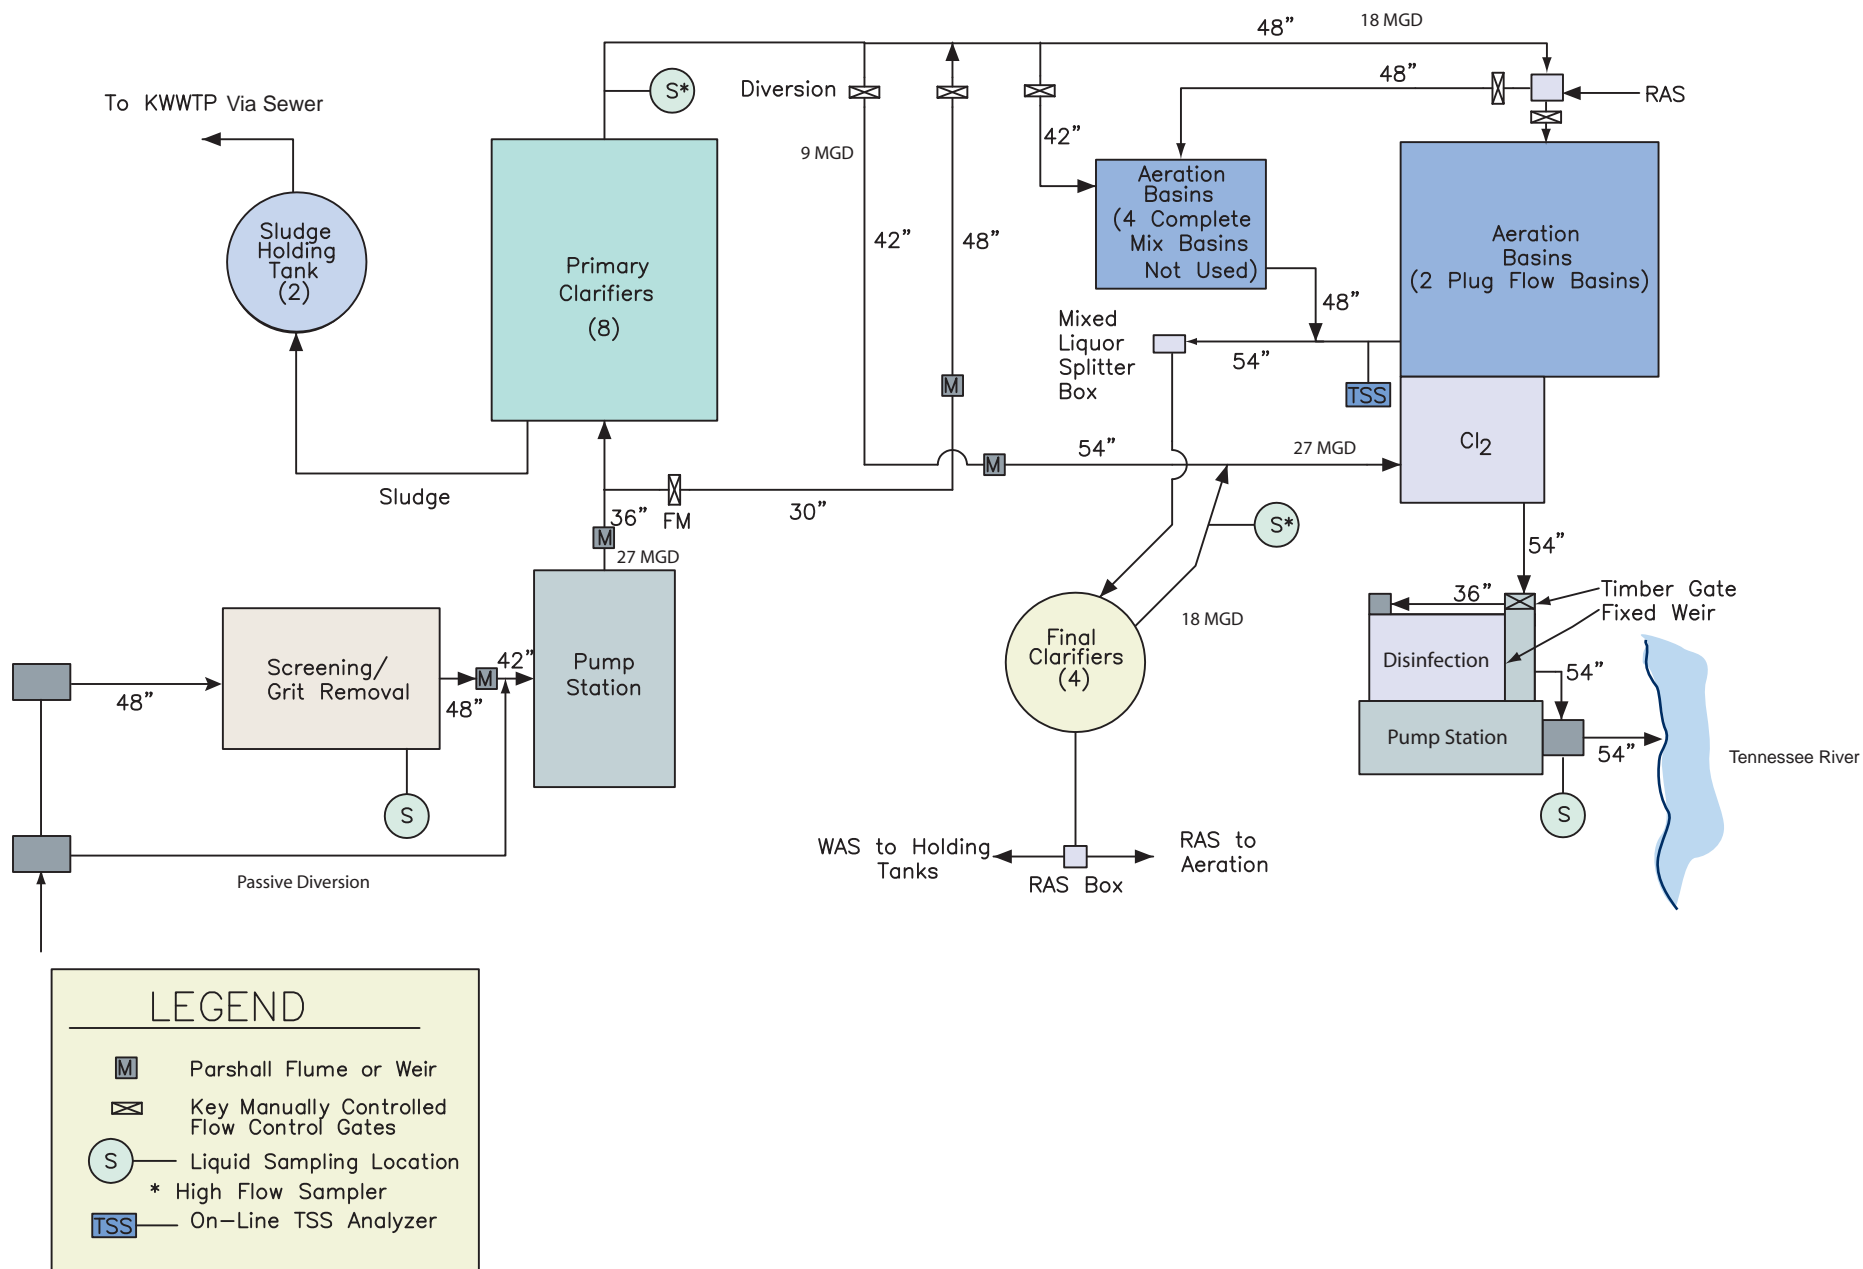 48”
18 MGD
48”
S*
Diversion
RAS
To KWWTP Via Sewer
42”
9 MGD
Aeration
Basins
(4 Complete
Mix Basins
Not Used)
Sludge
Holding
Tank
(2)
42”
48”
Aeration
Basins
(2 Plug Flow Basins)
Primary
Clarifiers
(8)
48”
Mixed
Liquor
Splitter
Box
54”
M
TSS
Cl2
54”
27 MGD
M
Sludge
36”
FM
30”
S*
M
27 MGD
54”
36”
Timber Gate
Fixed Weir
18 MGD
Final
Clarifiers
(4)
Screening/
Grit Removal
42”
M
48”
48”
Pump
Station
Disinfection
54”
Pump Station
54”
Tennessee River
S
S
WAS to Holding
Tanks
RAS to
Aeration
RAS Box
Passive Diversion
LEGEND
M Parshall Flume or Weir
Key Manually Controlled
Flow Control Gates
S Liquid Sampling Location
* High Flow Sampler
TSS On-Line TSS Analyzer